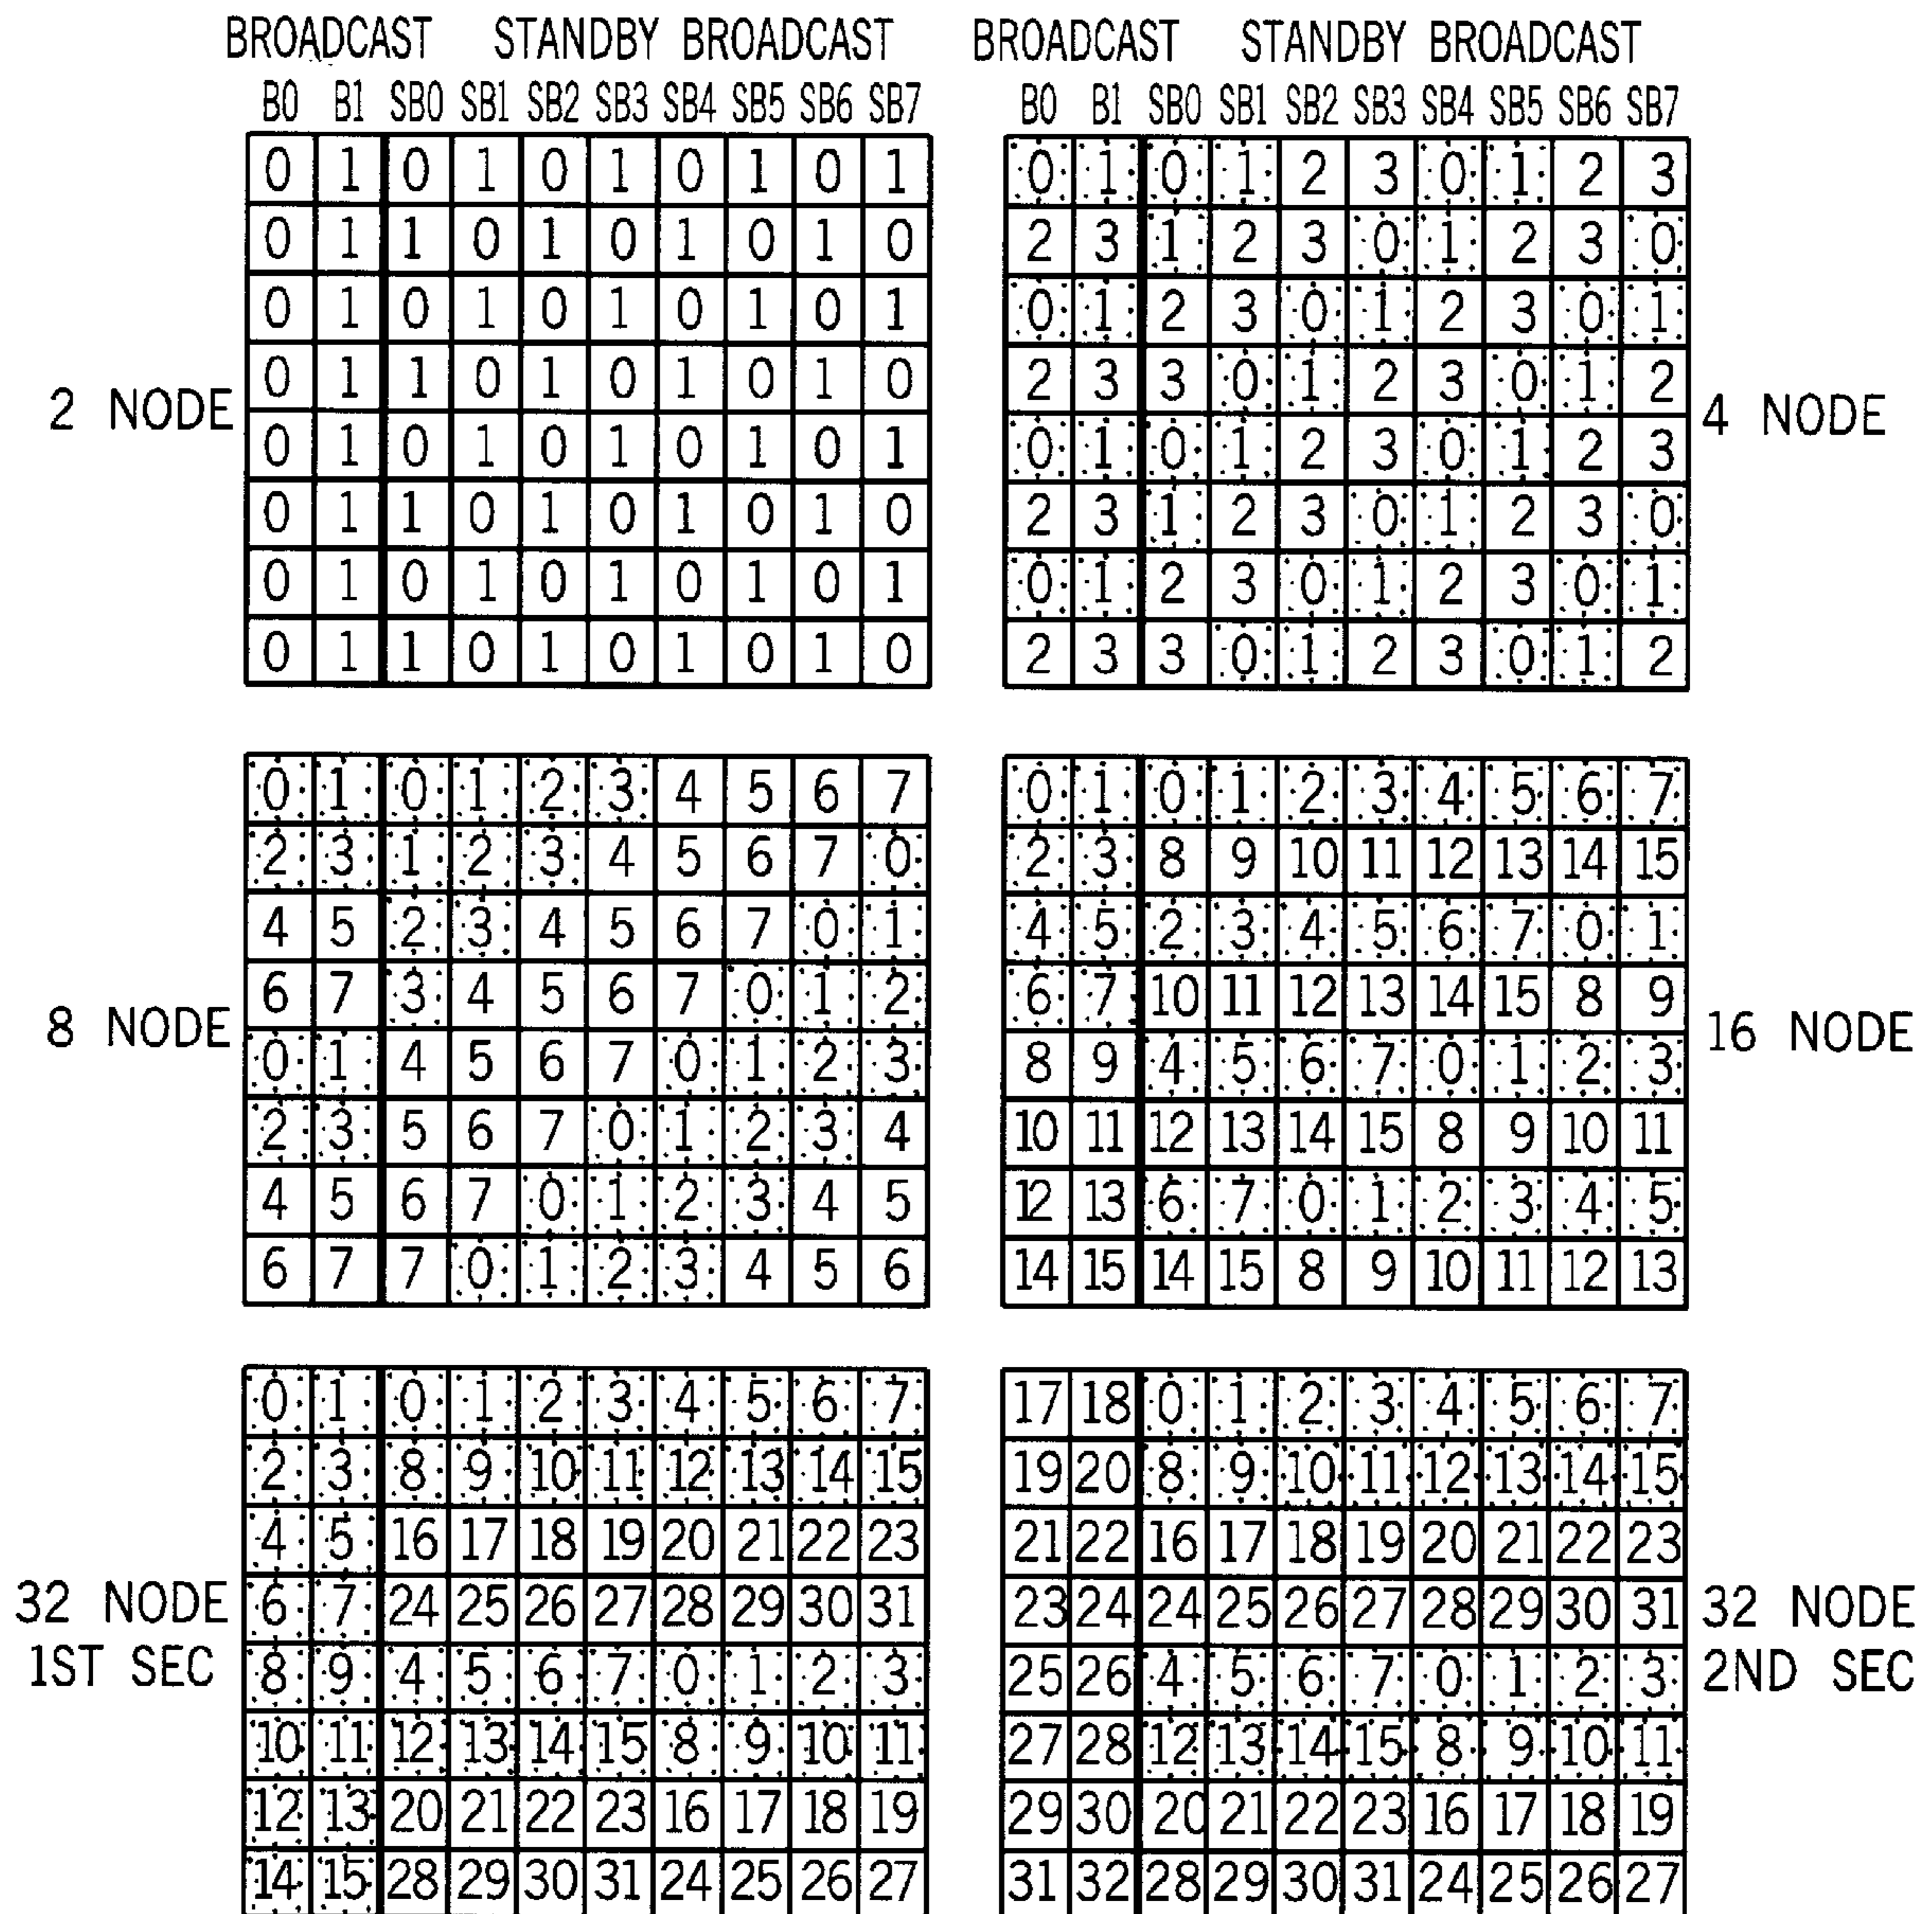 BROADCAST STANDBY BROADCAST BROADCAST STANDBY BROADCAST
B0 B1 SB0 SB1 SB2 SB3 SB4 SB5 SB6 SB7 B0 B1 SB0 SB1 SB2 SB3 SB4 SB5 SB6 SB7
2 NODE
0 1 0 1 0 1 0 1 0 1
0 1 1 0 1 0 1 0 1 0
0 1 0 1 0 1 0 1 0 1
0 1 1 0 1 0 1 0 1 0
0 1 0 1 0 1 0 1 0 1
0 1 1 0 1 0 1 0 1 0
0 1 0 1 0 1 0 1 0 1
0 1 1 0 1 0 1 0 1 0
4 NODE
0 1 0 1 2 3 0 1 2 3
2 3 1 2 3 0 1 2 3 0
0 1 2 3 0 1 2 3 0 1
2 3 3 0 1 2 3 0 1 2
0 1 0 1 2 3 0 1 2 3
2 3 1 2 3 0 1 2 3 0
0 1 2 3 0 1 2 3 0 1
2 3 3 0 1 2 3 0 1 2
8 NODE
0 1 0 1 2 3 4 5 6 7
2 3 1 2 3 4 5 6 7 0
4 5 2 3 4 5 6 7 0 1
6 7 3 4 5 6 7 0 1 2
0 1 4 5 6 7 0 1 2 3
2 3 5 6 7 0 1 2 3 4
4 5 6 7 0 1 2 3 4 5
6 7 7 0 1 2 3 4 5 6
16 NODE
0 1 0 1 2 3 4 5 6 7
2 3 8 9 10 11 12 13 14 15
4 5 2 3 4 5 6 7 0 1
6 7 10 11 12 13 14 15 8 9
8 9 4 5 6 7 0 1 2 3
10 11 12 13 14 15 8 9 10 11
12 13 6 7 0 1 2 3 4 5
14 15 14 15 8 9 10 11 12 13
32 NODE
1ST SEC
0 1 0 1 2 3 4 5 6 7
2 3 8 9 10 11 12 13 14 15
4 5 16 17 18 19 20 21 22 23
6 7 24 25 26 27 28 29 30 31
8 9 4 5 6 7 0 1 2 3
10 11 12 13 14 15 8 9 10 11
12 13 20 21 22 23 16 17 18 19
14 15 28 29 30 31 24 25 26 27
32 NODE
2ND SEC
17 18 0 1 2 3 4 5 6 7
19 20 8 9 10 11 12 13 14 15
21 22 16 17 18 19 20 21 22 23
23 24 24 25 26 27 28 29 30 31
25 26 4 5 6 7 0 1 2 3
27 28 12 13 14 15 8 9 10 11
29 30 20 21 22 23 16 17 18 19
31 32 28 29 30 31 24 25 26 27